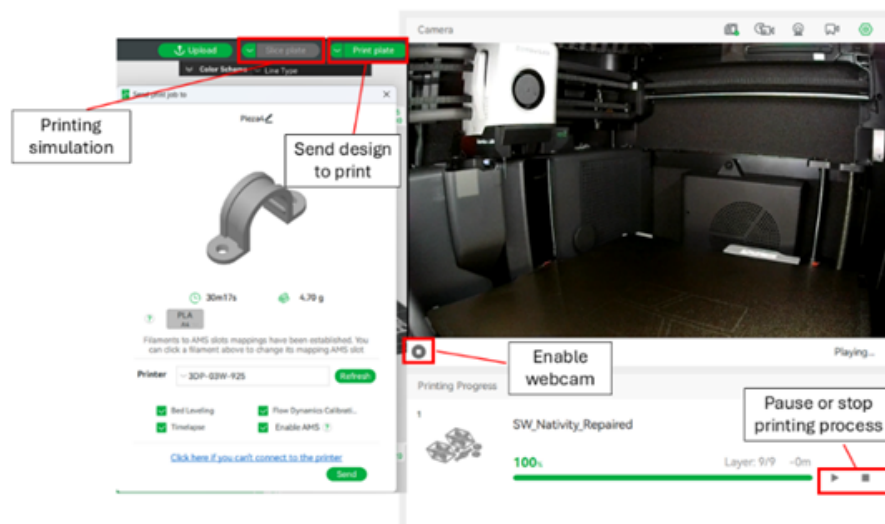 Camera
Upload
Slice plate
Print plate
Color Scheme
Line Type
Send print job to
Printing
simulation
Send design
to print
30m17s
4.70 g
PLA
A4
Filaments to AMS slots mappings have been established. You
can click a filament above to change its mapping AMS slot
Printer
3DP-03W-925
Refresh
Bed Leveling
Flow Dynamics Calibrati...
Timelapse
Enable AMS
Click here if you can't connect to the printer
Send
Enable
webcam
Playing...
Printing Progress
1
SW_Nativity_Repaired
Pause or stop
printing process
100%
Layer: 9/9
-0m